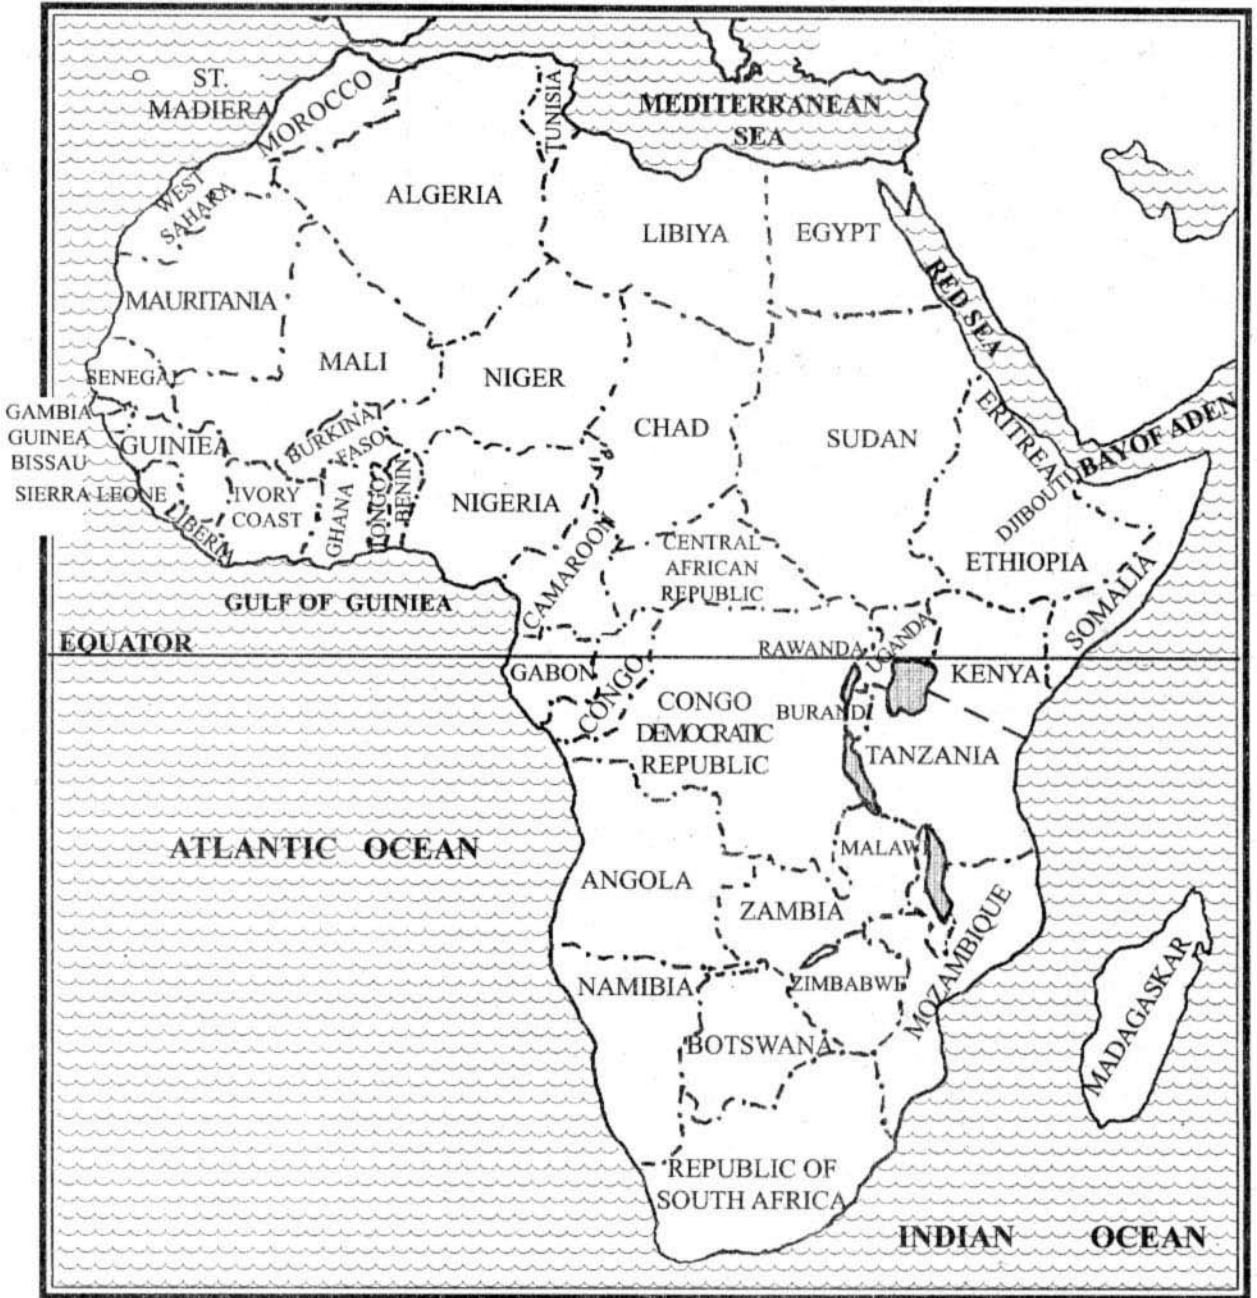 ST.
MADIERA
MOROCCO
TUNISIA
MEDITERRANEAN
SEA
WEST
SAHARA
ALGERIA
LIBIYA
EGYPT
RED SEA
MAURITANIA
MALI
NIGER
CHAD
SUDAN
ERITREA
BAYOF ADEN
SENEGAL
GAMBIA
GUINEA
BISSAU
GUINIEA
BURKINA
FASO
SIERRA LEONE
LIBERIA
IVORY
COAST
GHANA
TONGO
BENIN
NIGERIA
CAMAROON
CENTRAL
AFRICAN
REPUBLIC
DJIBOUTI
ETHIOPIA
SOMALIA
GULF OF GUINIEA
EQUATOR
RAWANDA
UGANDA
KENYA
GABON
CONGO
CONGO
DEMOCRATIC
REPUBLIC
BURANDI
TANZANIA
ATLANTIC OCEAN
ANGOLA
MALAWI
ZAMBIA
MOZAMBIQUE
MADAGASKAR
NAMIBIA
ZIMBABWE
BOTSWANA
REPUBLIC OF
SOUTH AFRICA
INDIAN OCEAN